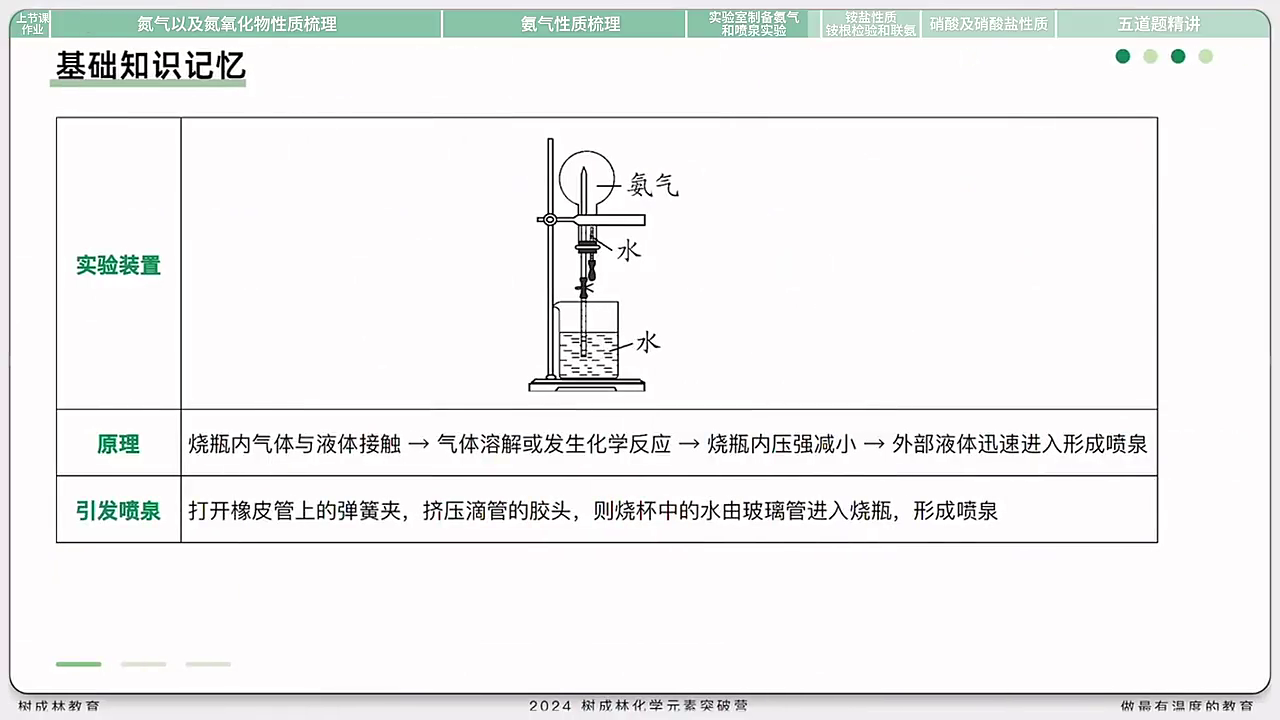 上节课
作业
氮气以及氮氧化物性质梳理
氨气性质梳理
实验室制备氨气
和喷泉实验
铵盐性质
铵根检验和联氨
硝酸及硝酸盐性质
五道题精讲
基础知识记忆
实验装置
氨气
水
水
原理
烧瓶内气体与液体接触 → 气体溶解或发生化学反应 → 烧瓶内压强减小 → 外部液体迅速进入形成喷泉
引发喷泉
打开橡皮管上的弹簧夹，挤压滴管的胶头，则烧杯中的水由玻璃管进入烧瓶，形成喷泉
树成林教育
2024 树成林化学元素突破营
做最有温度的教育